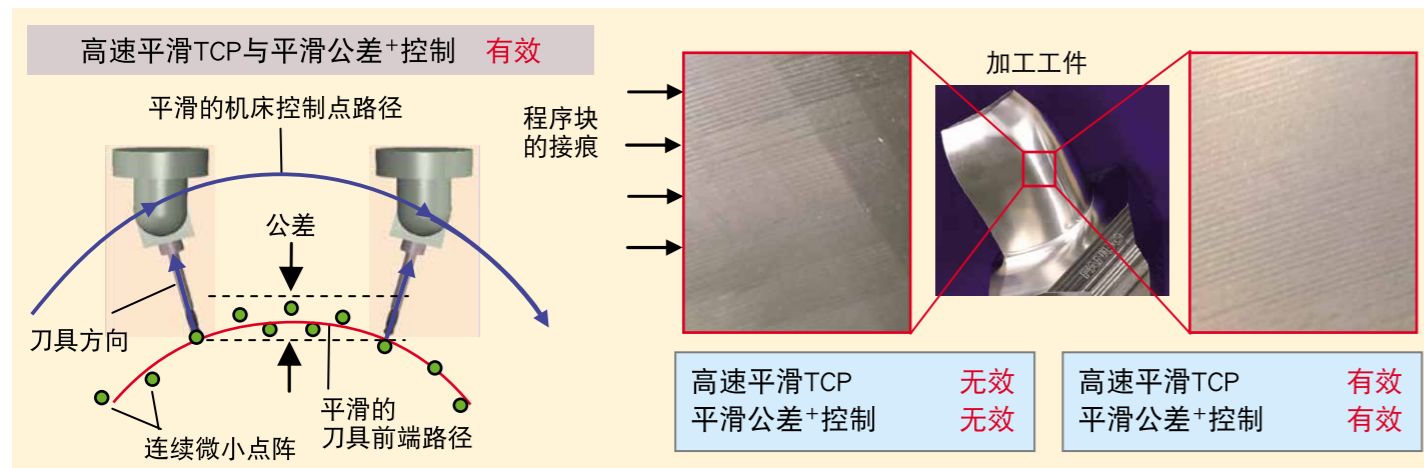 高速平滑TCP与平滑公差⁺控制 有效
平滑的机床控制点路径
公差
刀具方向
平滑的
刀具前端路径
连续微小点阵
程序块
的接痕
加工工件
高速平滑TCP 无效
平滑公差⁺控制 无效
高速平滑TCP 有效
平滑公差⁺控制 有效